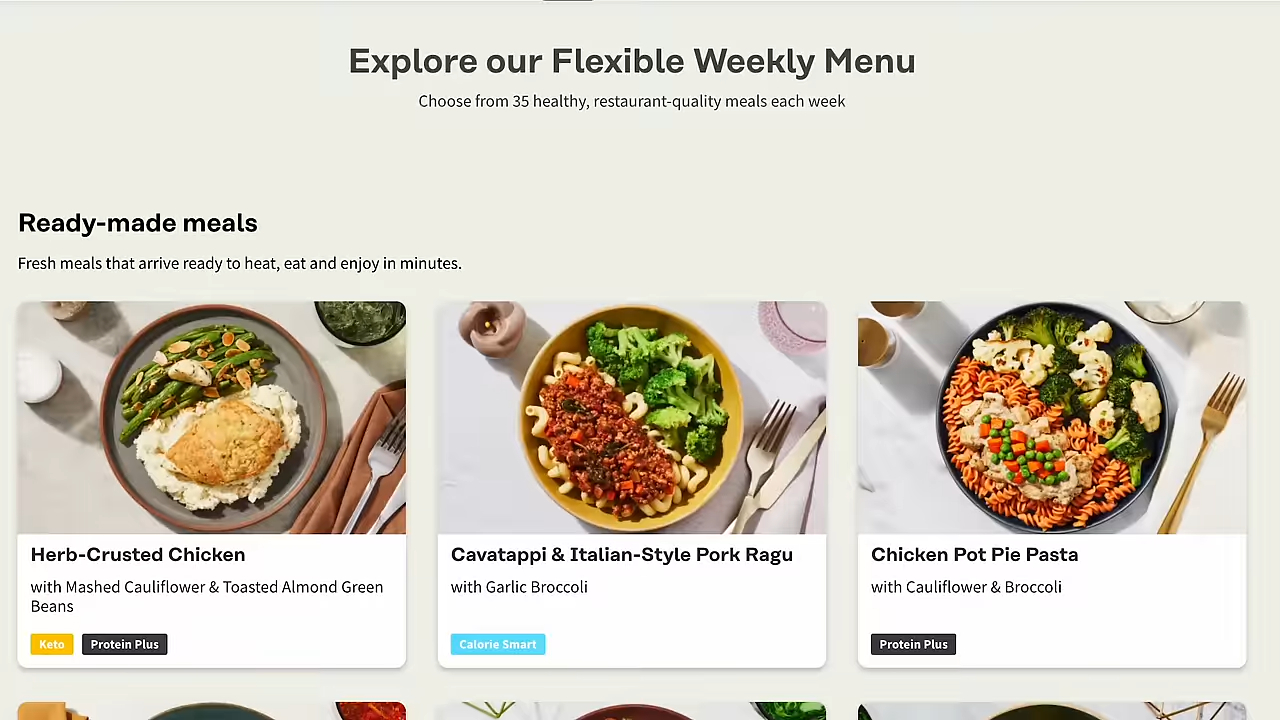 Explore our Flexible Weekly Menu
Choose from 35 healthy, restaurant-quality meals each week
Ready-made meals
Fresh meals that arrive ready to heat, eat and enjoy in minutes.
Herb-Crusted Chicken
with Mashed Cauliflower & Toasted Almond Green
Beans
Keto Protein Plus
Cavatappi & Italian-Style Pork Ragu
with Garlic Broccoli
Calorie Smart
Chicken Pot Pie Pasta
with Cauliflower & Broccoli
Protein Plus